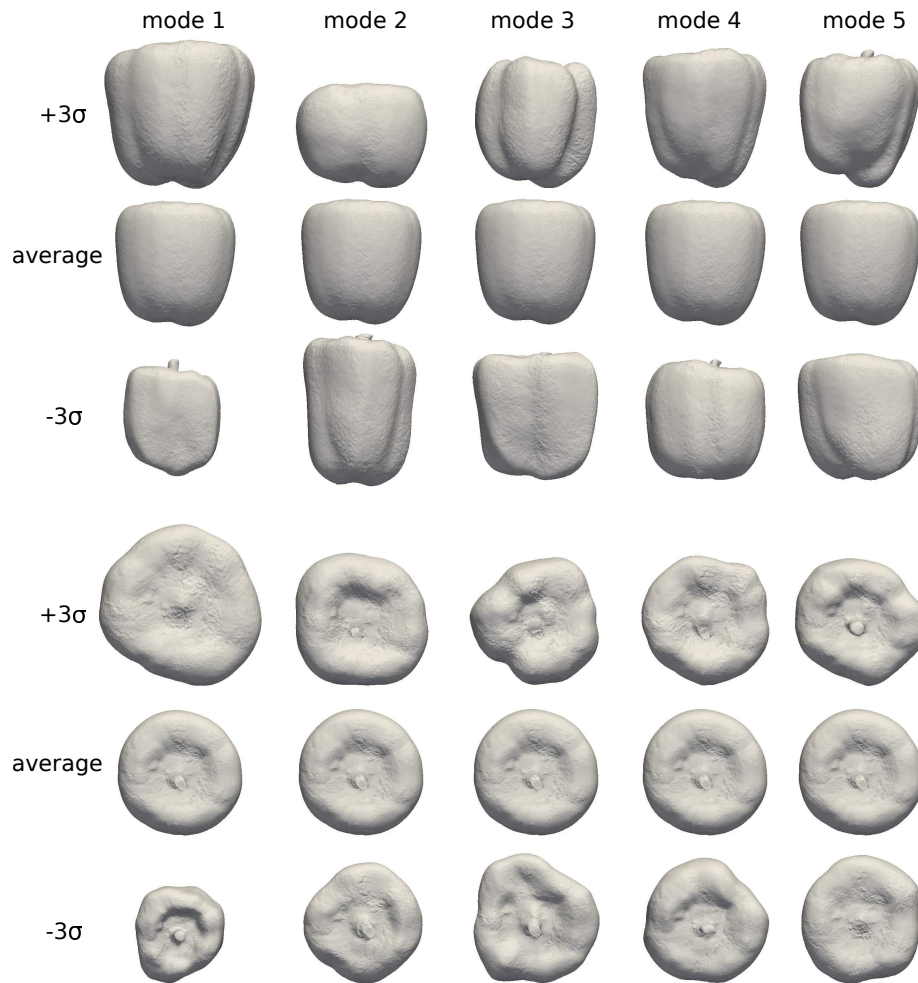 mode 1 mode 2 mode 3 mode 4 mode 5
+3σ
average
-3σ
+3σ
average
-3σ